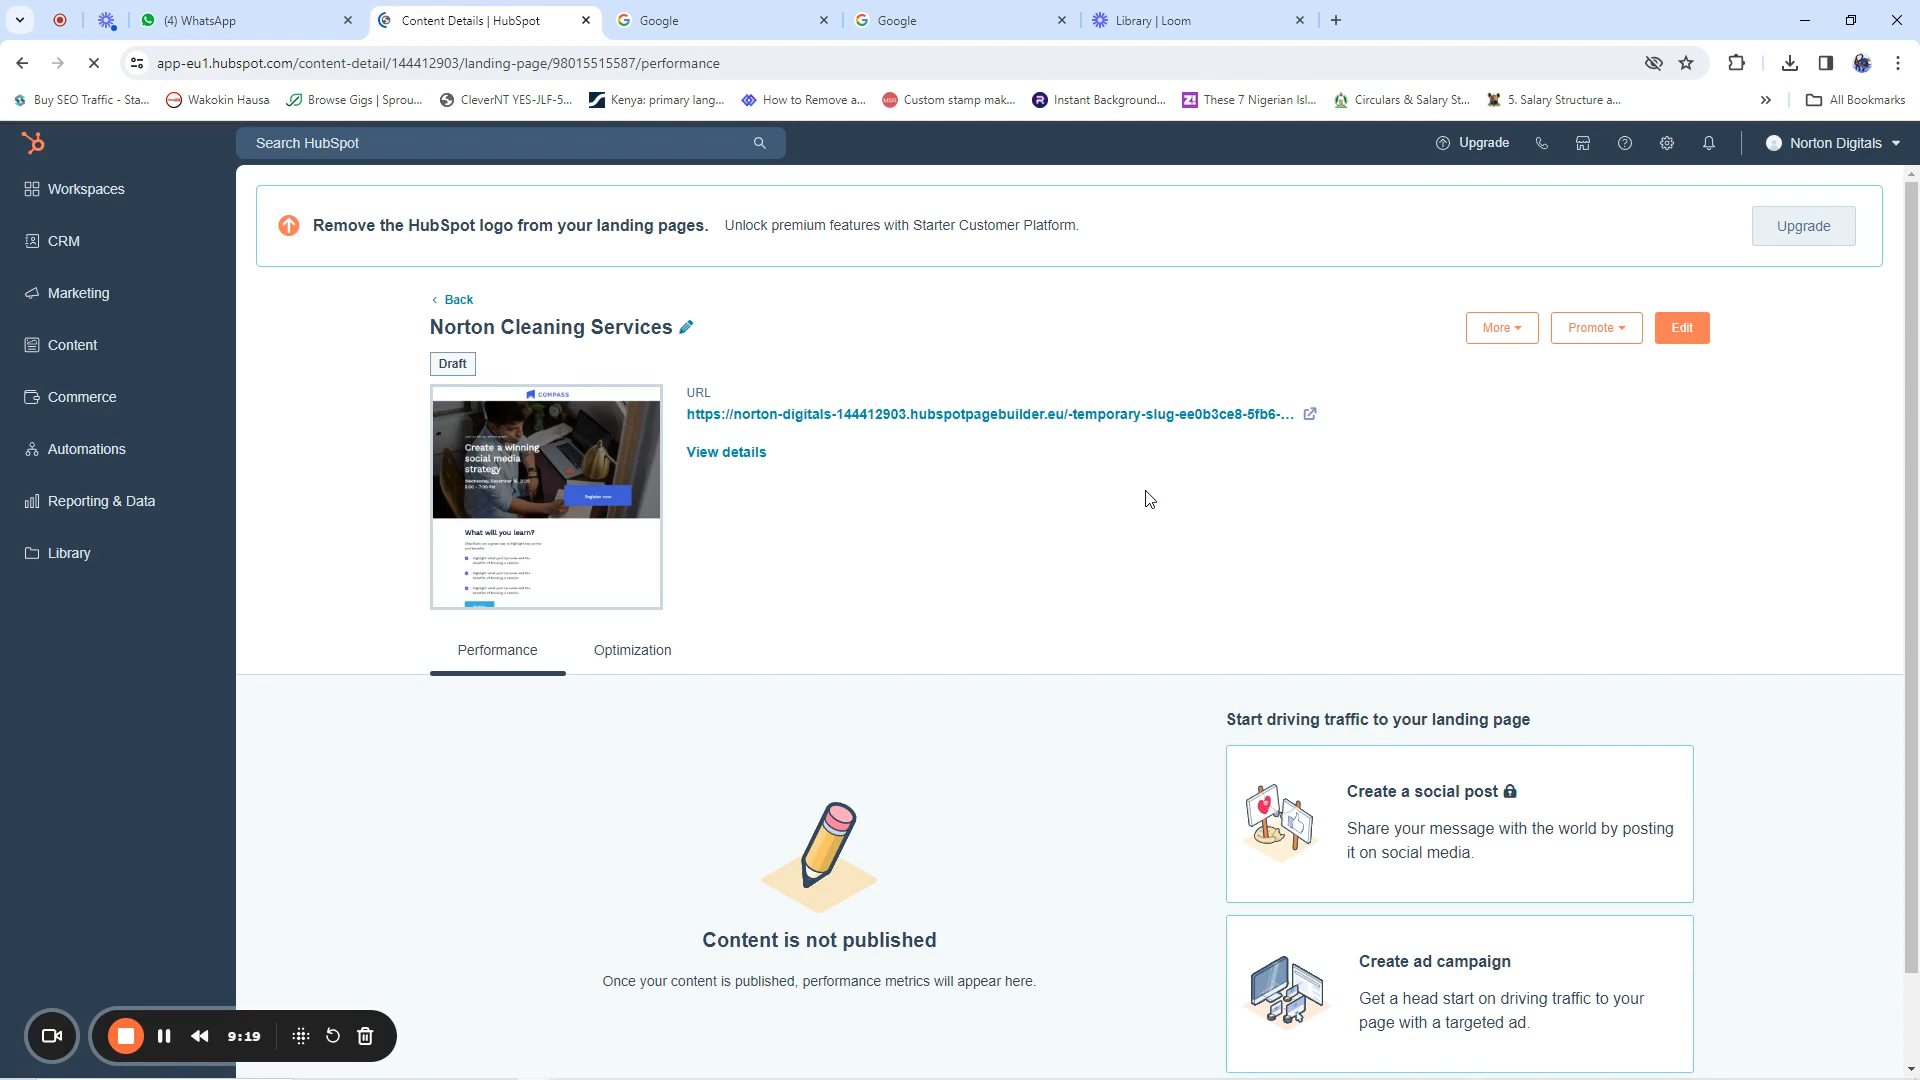 (4) WhatsApp
Content Details | HubSpot
Google
Google
Library | Loom
app-eu1.hubspot.com/content-detail/144412903/landing-page/98015515587/performance
Buy SEO Traffic - Sta...
Wakokin Hausa
Browse Gigs | Sprou...
CleverNT YES-JLF-5...
Kenya: primary lang...
How to Remove a...
Custom stamp mak...
Instant Background...
These 7 Nigerian Isl...
Circulars & Salary St...
5. Salary Structure a...
All Bookmarks
Search HubSpot
Upgrade
Norton Digitals
Workspaces
CRM
Marketing
Content
Commerce
Automations
Reporting & Data
Library
Remove the HubSpot logo from your landing pages. Unlock premium features with Starter Customer Platform.
Upgrade
Back
Norton Cleaning Services
More
Promote
Edit
Draft
COMPASS
Create a winning
social media
strategy
Register now
What will you learn?
URL
https://norton-digitals-144412903.hubspotpagebuilder.eu/-temporary-slug-ee0b3ce8-5fb6-...
View details
Performance
Optimization
Content is not published
Once your content is published, performance metrics will appear here.
Start driving traffic to your landing page
Create a social post
Share your message with the world by posting
it on social media.
Create ad campaign
Get a head start on driving traffic to your
page with a targeted ad.
9:19